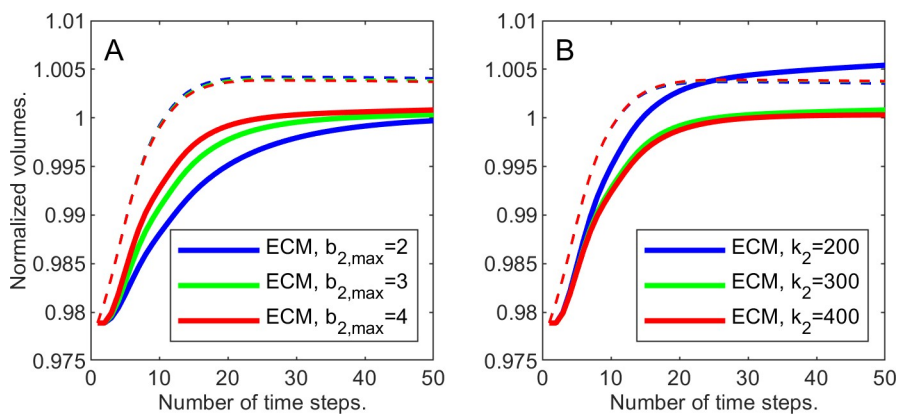 A
1.01
1.005
1
0.995
0.99
0.985
0.98
0.975
Normalized volumes.
ECM, b2,max=2
ECM, b2,max=3
ECM, b2,max=4
0 10 20 30 40 50
Number of time steps.
B
1.01
1.005
1
0.995
0.99
0.985
0.98
0.975
ECM, k2=200
ECM, k2=300
ECM, k2=400
0 10 20 30 40 50
Number of time steps.